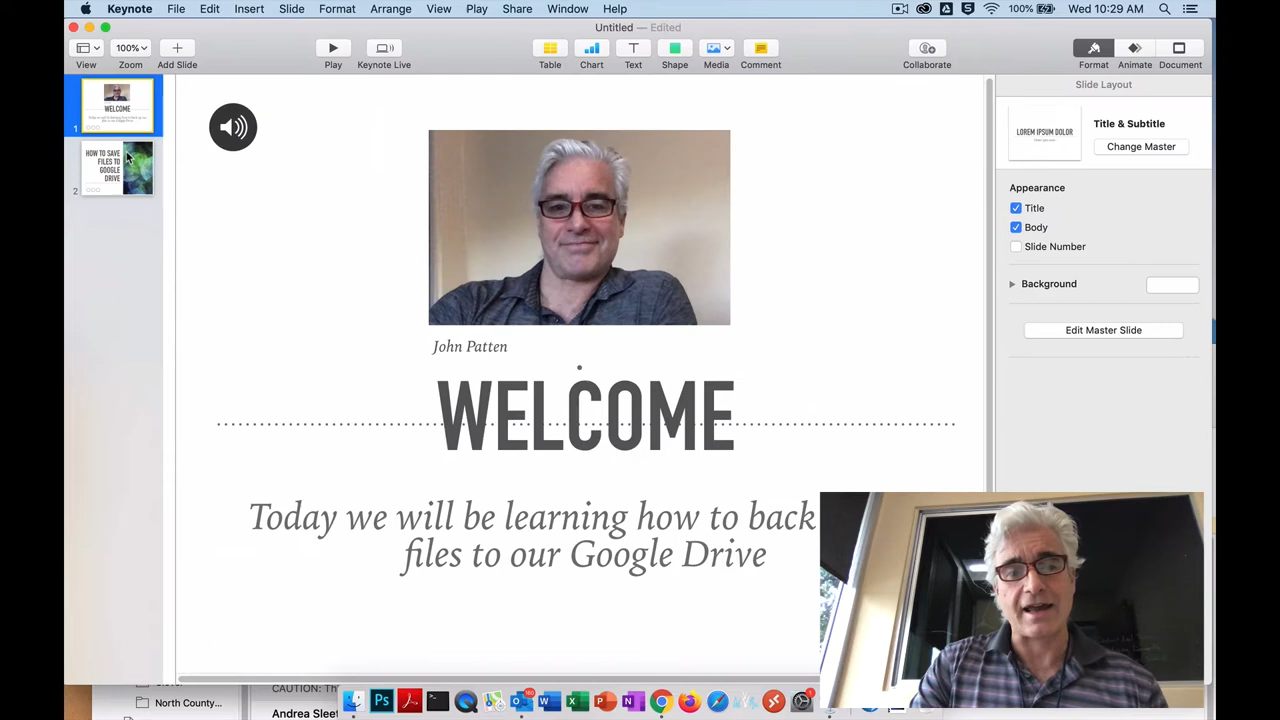 Keynote File Edit Insert Slide Format Arrange View Play Share Window Help
100% Wed 10:29 AM
Untitled — Edited
100%
View Zoom Add Slide Play Keynote Live Table Chart Text Shape Media Comment Collaborate Format Animate Document
Slide Layout
WELCOME
1
HOW TO SAVE
FILES TO
GOOGLE
DRIVE
2
LOREM IPSUM DOLOR
Title & Subtitle
Change Master
Appearance
Title
Body
Slide Number
Background
Edit Master Slide
John Patten
WELCOME
Today we will be learning how to back
files to our Google Drive
North County...
CAUTION: Th
Andrea Sleet